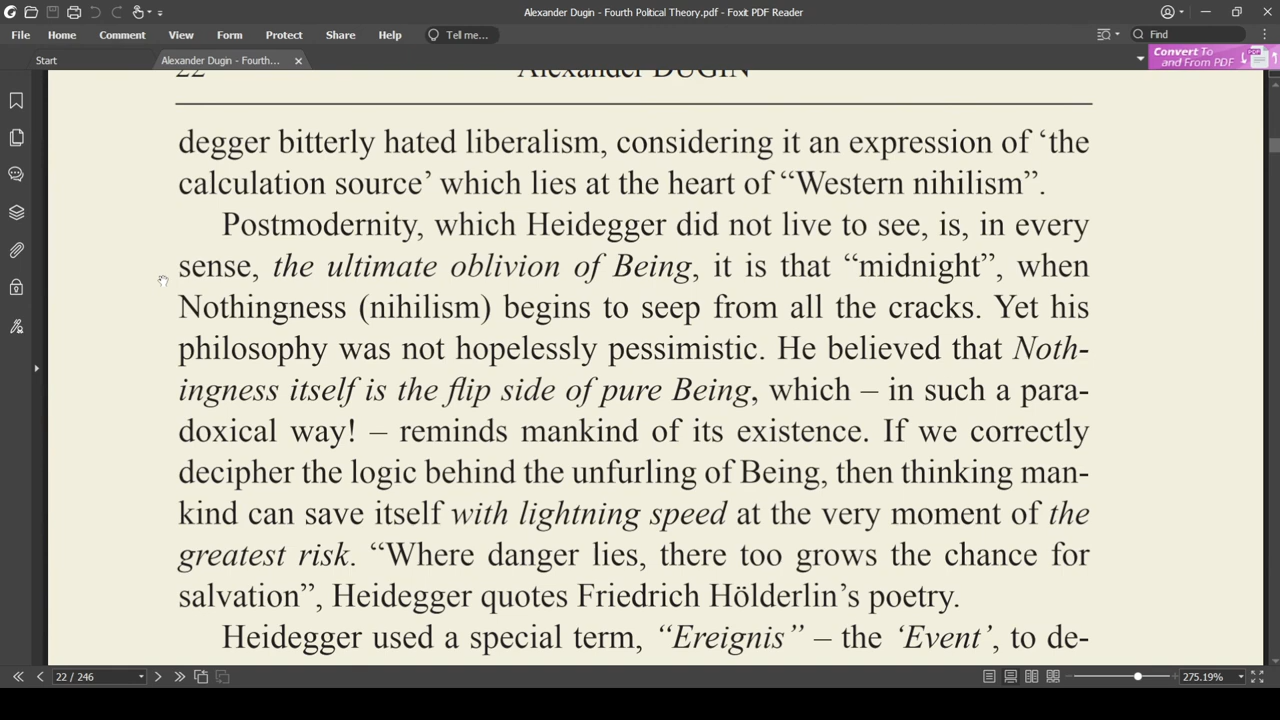 Alexander Dugin - Fourth Political Theory.pdf - Foxit PDF Reader
File Home Comment View Form Protect Share Help Tell me... Find
Start Alexander Dugin - Fourth... Convert To
and From PDF
22 Alexander DUGIN
degger bitterly hated liberalism, considering it an expression of ‘the
calculation source’ which lies at the heart of “Western nihilism”.
Postmodernity, which Heidegger did not live to see, is, in every
sense, the ultimate oblivion of Being, it is that “midnight”, when
Nothingness (nihilism) begins to seep from all the cracks. Yet his
philosophy was not hopelessly pessimistic. He believed that Noth-
ingness itself is the flip side of pure Being, which – in such a para-
doxical way! – reminds mankind of its existence. If we correctly
decipher the logic behind the unfurling of Being, then thinking man-
kind can save itself with lightning speed at the very moment of the
greatest risk. “Where danger lies, there too grows the chance for
salvation”, Heidegger quotes Friedrich Hölderlin’s poetry.
Heidegger used a special term, “Ereignis” – the ‘Event’, to de-
22 / 246 275.19%